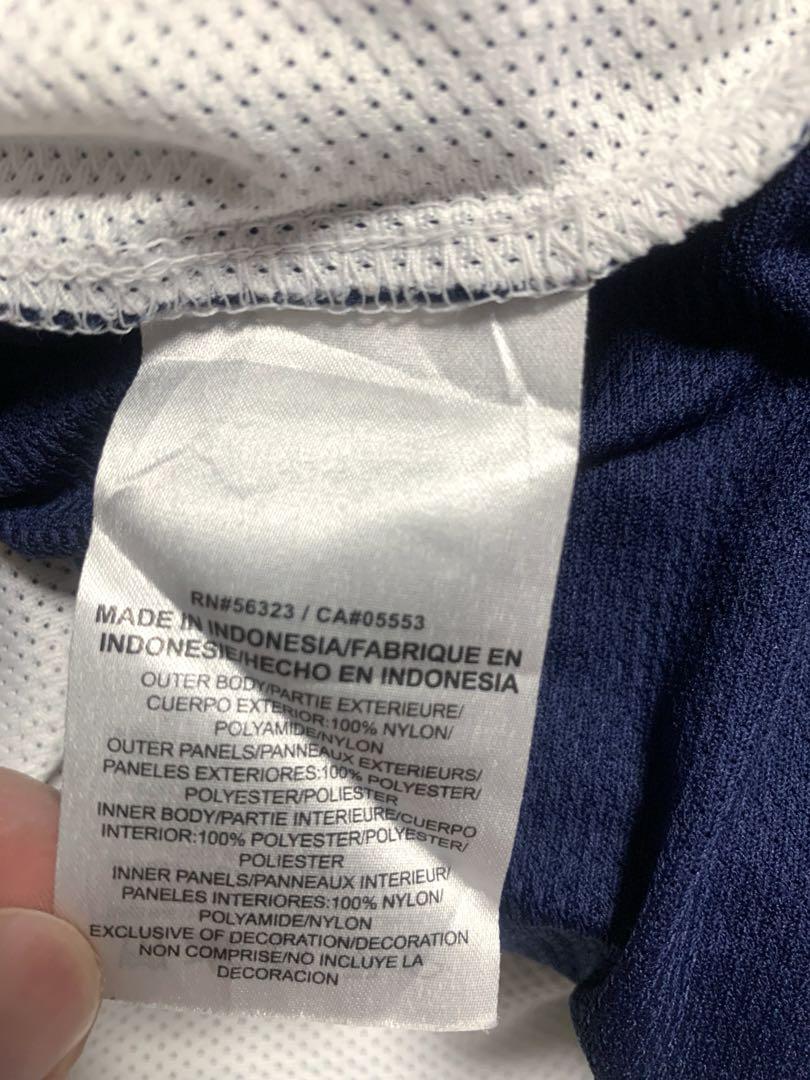 RN#56323 / CA#05553
MADE IN INDONESIA/FABRIQUE EN
INDONESIE/HECHO EN INDONESIA
OUTER BODY/PARTIE EXTERIEURE/
CUERPO EXTERIOR:100% NYLON/
POLYAMIDE/NYLON
OUTER PANELS/PANNEAUX EXTERIEURS/
PANELES EXTERIORES:100% POLYESTER/
POLYESTER/POLIESTER
INNER BODY/PARTIE INTERIEURE/CUERPO
INTERIOR:100% POLYESTER/POLYESTER/
POLIESTER
INNER PANELS/PANNEAUX INTERIEUR/
PANELES INTERIORES:100% NYLON/
POLYAMIDE/NYLON
EXCLUSIVE OF DECORATION/DECORATION
NON COMPRISE/NO INCLUYE LA
DECORACION